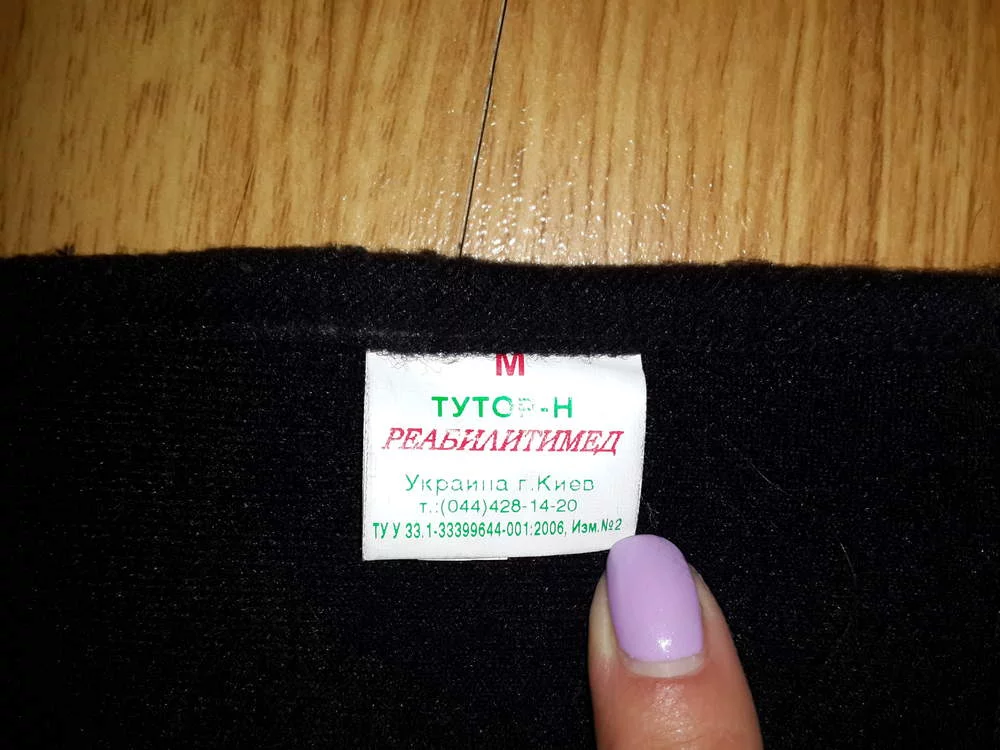 М
ТУТОР-Н
РЕАБИЛИТИМЕД
Украина г.Киев
т.:(044)428-14-20
ТУ У 33.1-33399644-001:2006, Изм.№2